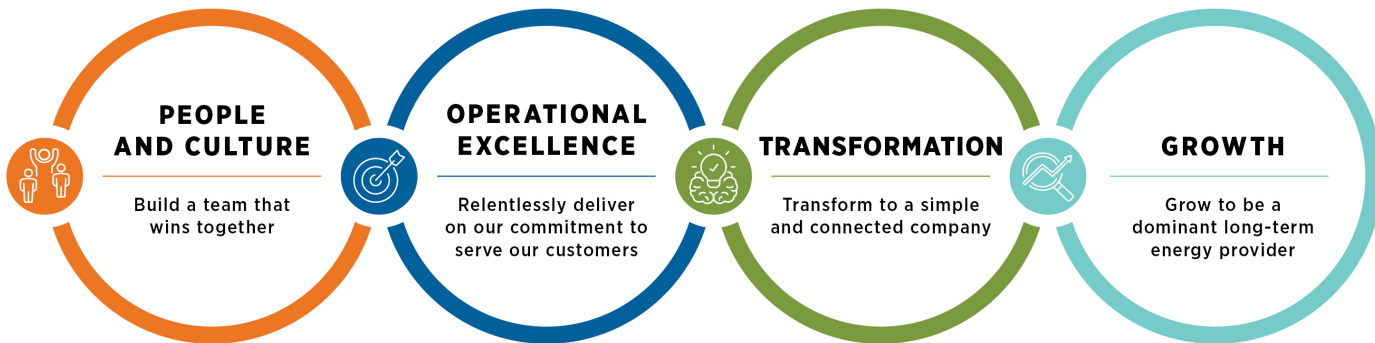 PEOPLE
AND CULTURE
Build a team that
wins together
OPERATIONAL
EXCELLENCE
Relentlessly deliver
on our commitment to
serve our customers
TRANSFORMATION
Transform to a simple
and connected company
GROWTH
Grow to be a
dominant long-term
energy provider